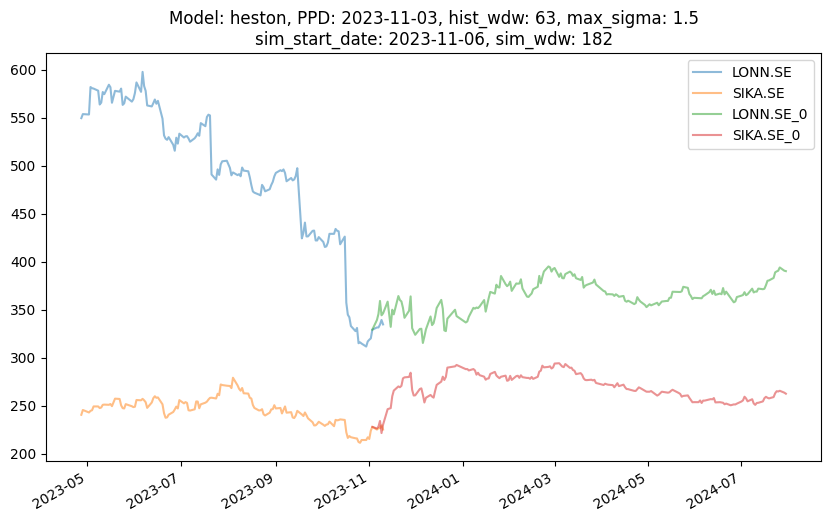 Model: heston, PPD: 2023-11-03, hist_wdw: 63, max_sigma: 1.5
sim_start_date: 2023-11-06, sim_wdw: 182
LONN.SE
SIKA.SE
LONN.SE_0
SIKA.SE_0
600
550
500
450
400
350
300
250
200
2023-05
2023-07
2023-09
2023-11
2024-01
2024-03
2024-05
2024-07